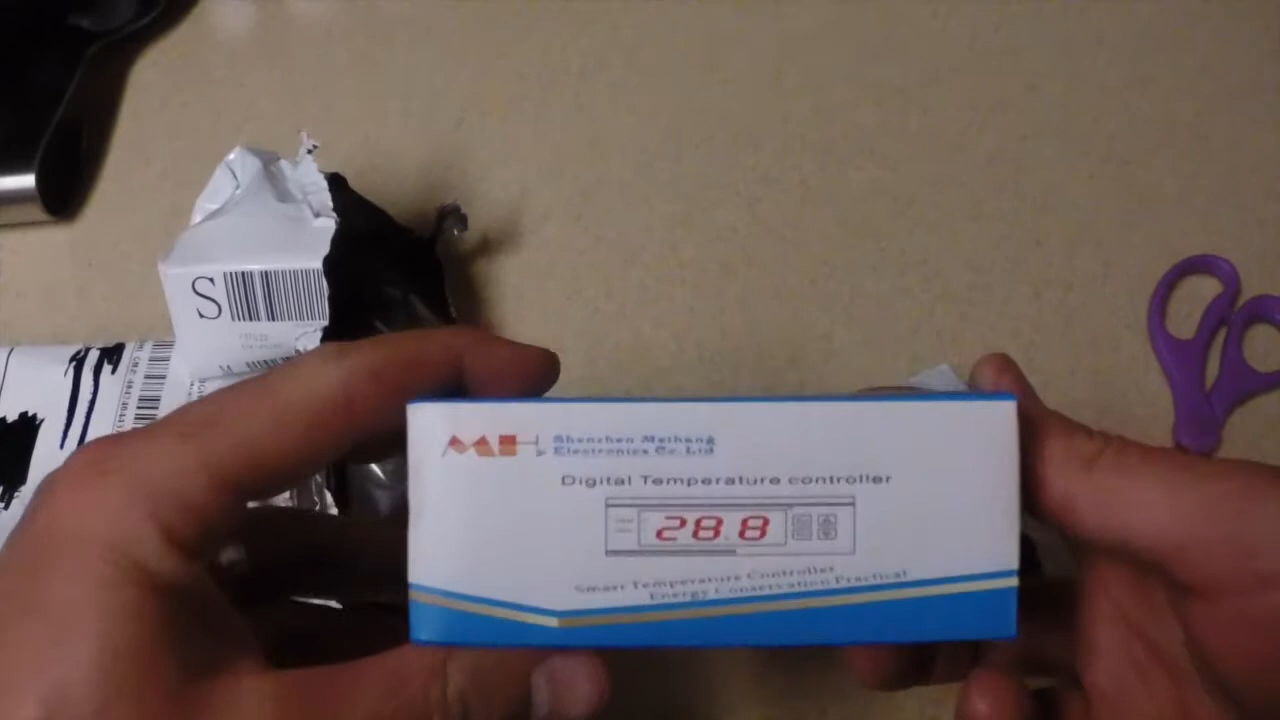 S
MH
Shenzhen Meihang
Electronics Co.Ltd
Digital Temperature controller
28.8
Smart Temperature Controller
Energy Conservation Practical